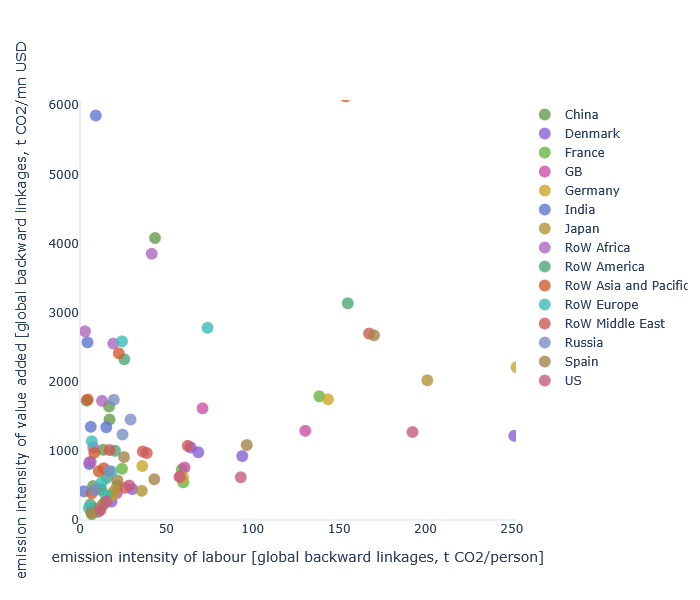 emission intensity of value added [global backward linkages, t CO2/mn USD
6000
5000
4000
3000
2000
1000
0
0
50
100
150
200
250
emission intensity of labour [global backward linkages, t CO2/person]
China
Denmark
France
GB
Germany
India
Japan
RoW Africa
RoW America
RoW Asia and Pacific
RoW Europe
RoW Middle East
Russia
Spain
US